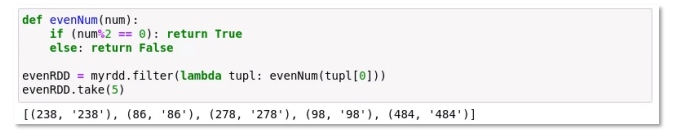 def evenNum(num):
    if (num%2 == 0): return True
    else: return False
evenRDD = myrdd.filter(lambda tupl: evenNum(tupl[0]))
evenRDD.take(5)
[(238, '238'), (86, '86'), (278, '278'), (98, '98'), (484, '484')]